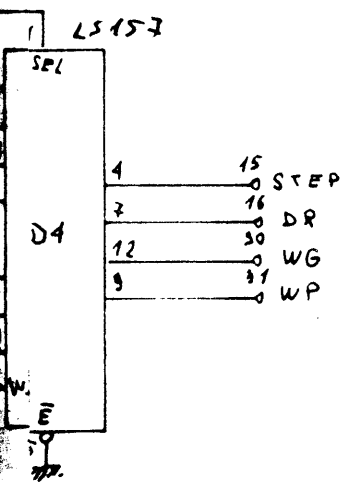 1 LS157
SEL
4 15 STEP
7 16 DR
D4
12 30 WG
9 31 WP
W.
E̅